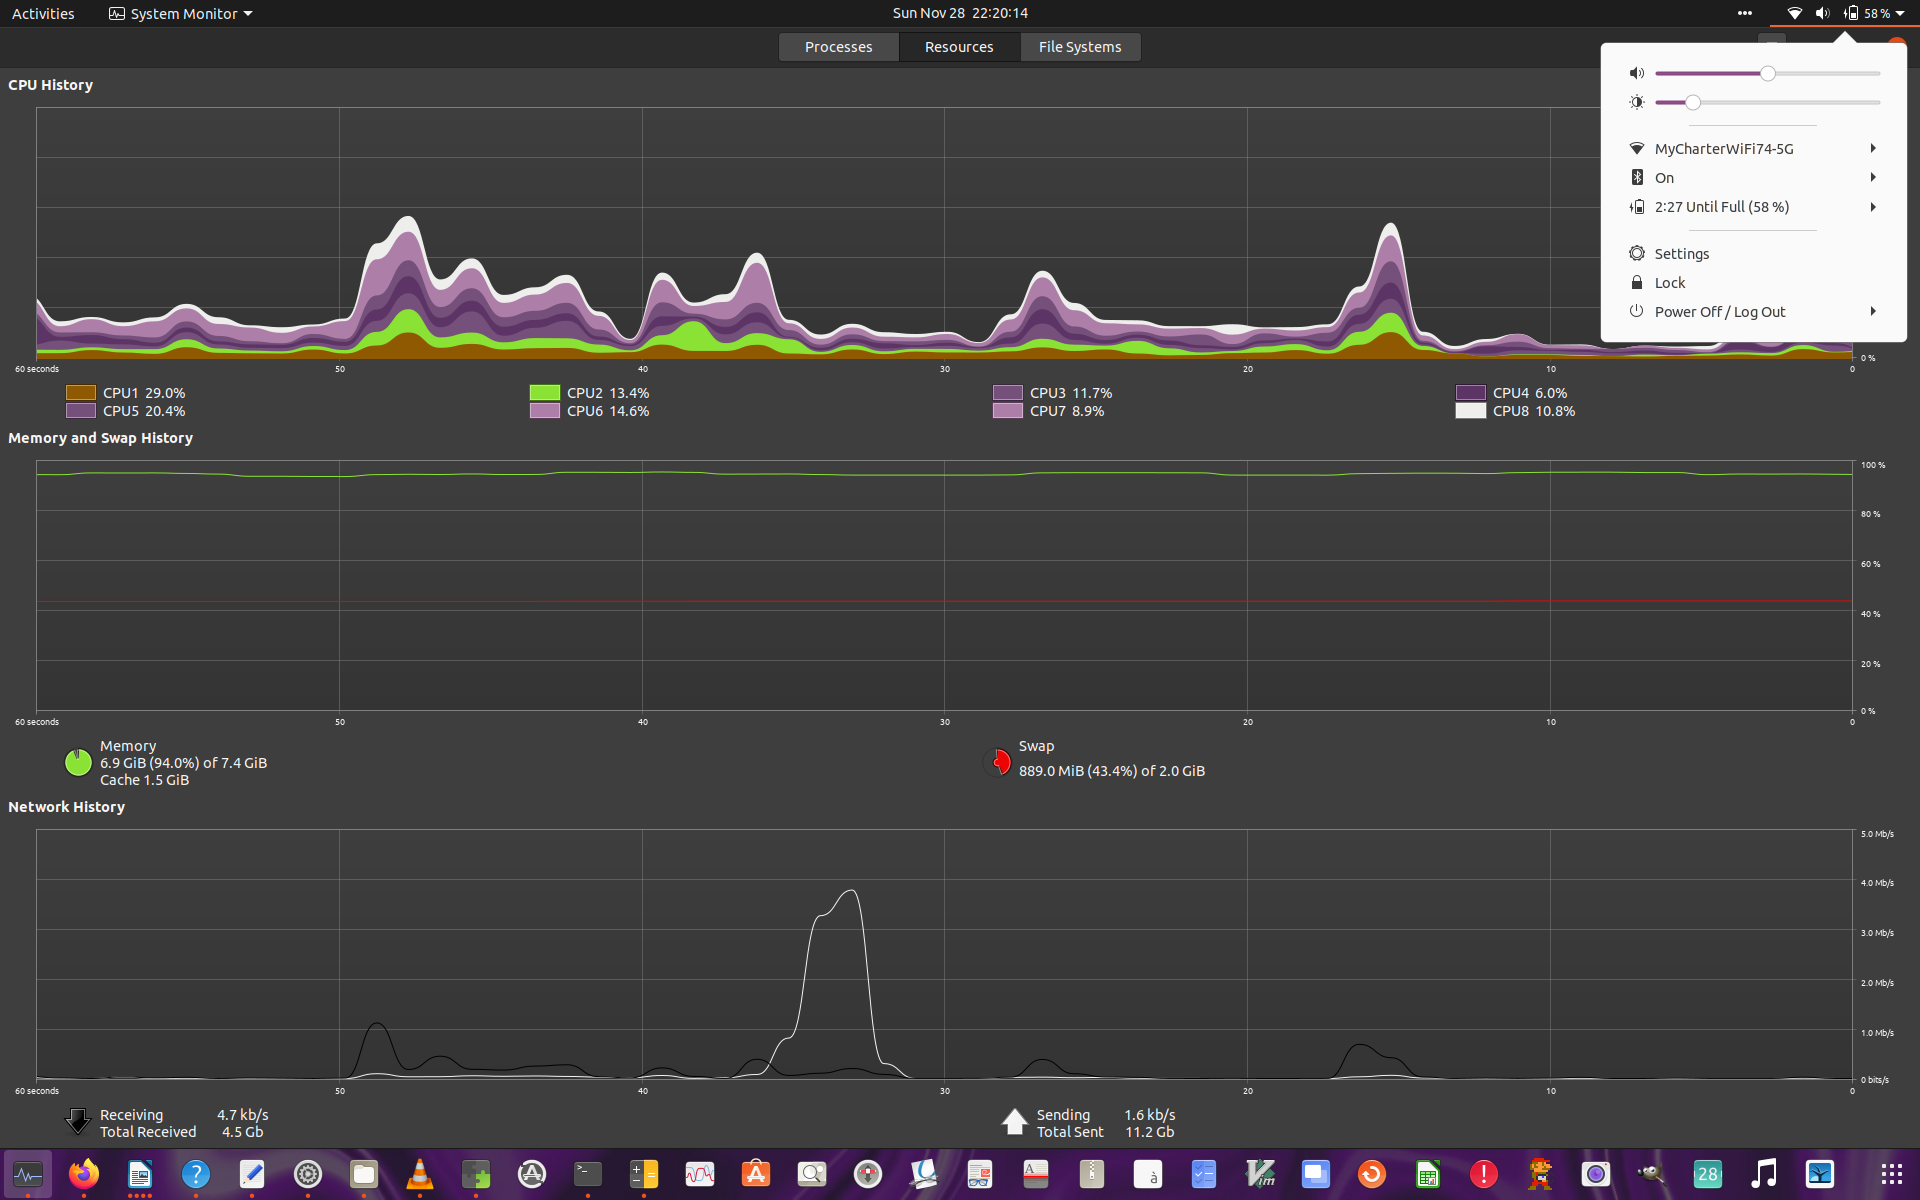 Activities
System Monitor
Sun Nov 28 22:20:14
58 %
Processes
Resources
File Systems
CPU History
60 seconds
50
40
30
20
10
0
0 %
CPU1 29.0%
CPU2 13.4%
CPU3 11.7%
CPU4 6.0%
CPU5 20.4%
CPU6 14.6%
CPU7 8.9%
CPU8 10.8%
MyCharterWiFi74-5G
On
2:27 Until Full (58 %)
Settings
Lock
Power Off / Log Out
Memory and Swap History
100 %
80 %
60 %
40 %
20 %
0 %
60 seconds
50
40
30
20
10
0
Memory
6.9 GiB (94.0%) of 7.4 GiB
Cache 1.5 GiB
Swap
889.0 MiB (43.4%) of 2.0 GiB
Network History
5.0 Mb/s
4.0 Mb/s
3.0 Mb/s
2.0 Mb/s
1.0 Mb/s
0 bits/s
60 seconds
50
40
30
20
10
0
Receiving 4.7 kb/s
Total Received 4.5 Gb
Sending 1.6 kb/s
Total Sent 11.2 Gb
?
>_
A
à
Vim
!
28